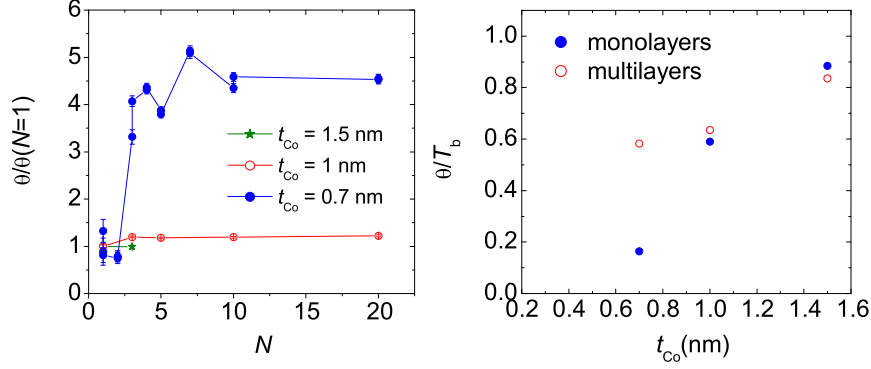 6
5
4
3
2
1
0
0 5 10 15 20
θ/θ(N=1)
N
t_Co = 1.5 nm
t_Co = 1 nm
t_Co = 0.7 nm
1.0
0.8
0.6
0.4
0.2
0.0
0.2 0.4 0.6 0.8 1.0 1.2 1.4 1.6
θ/T_b
t_Co(nm)
monolayers
multilayers